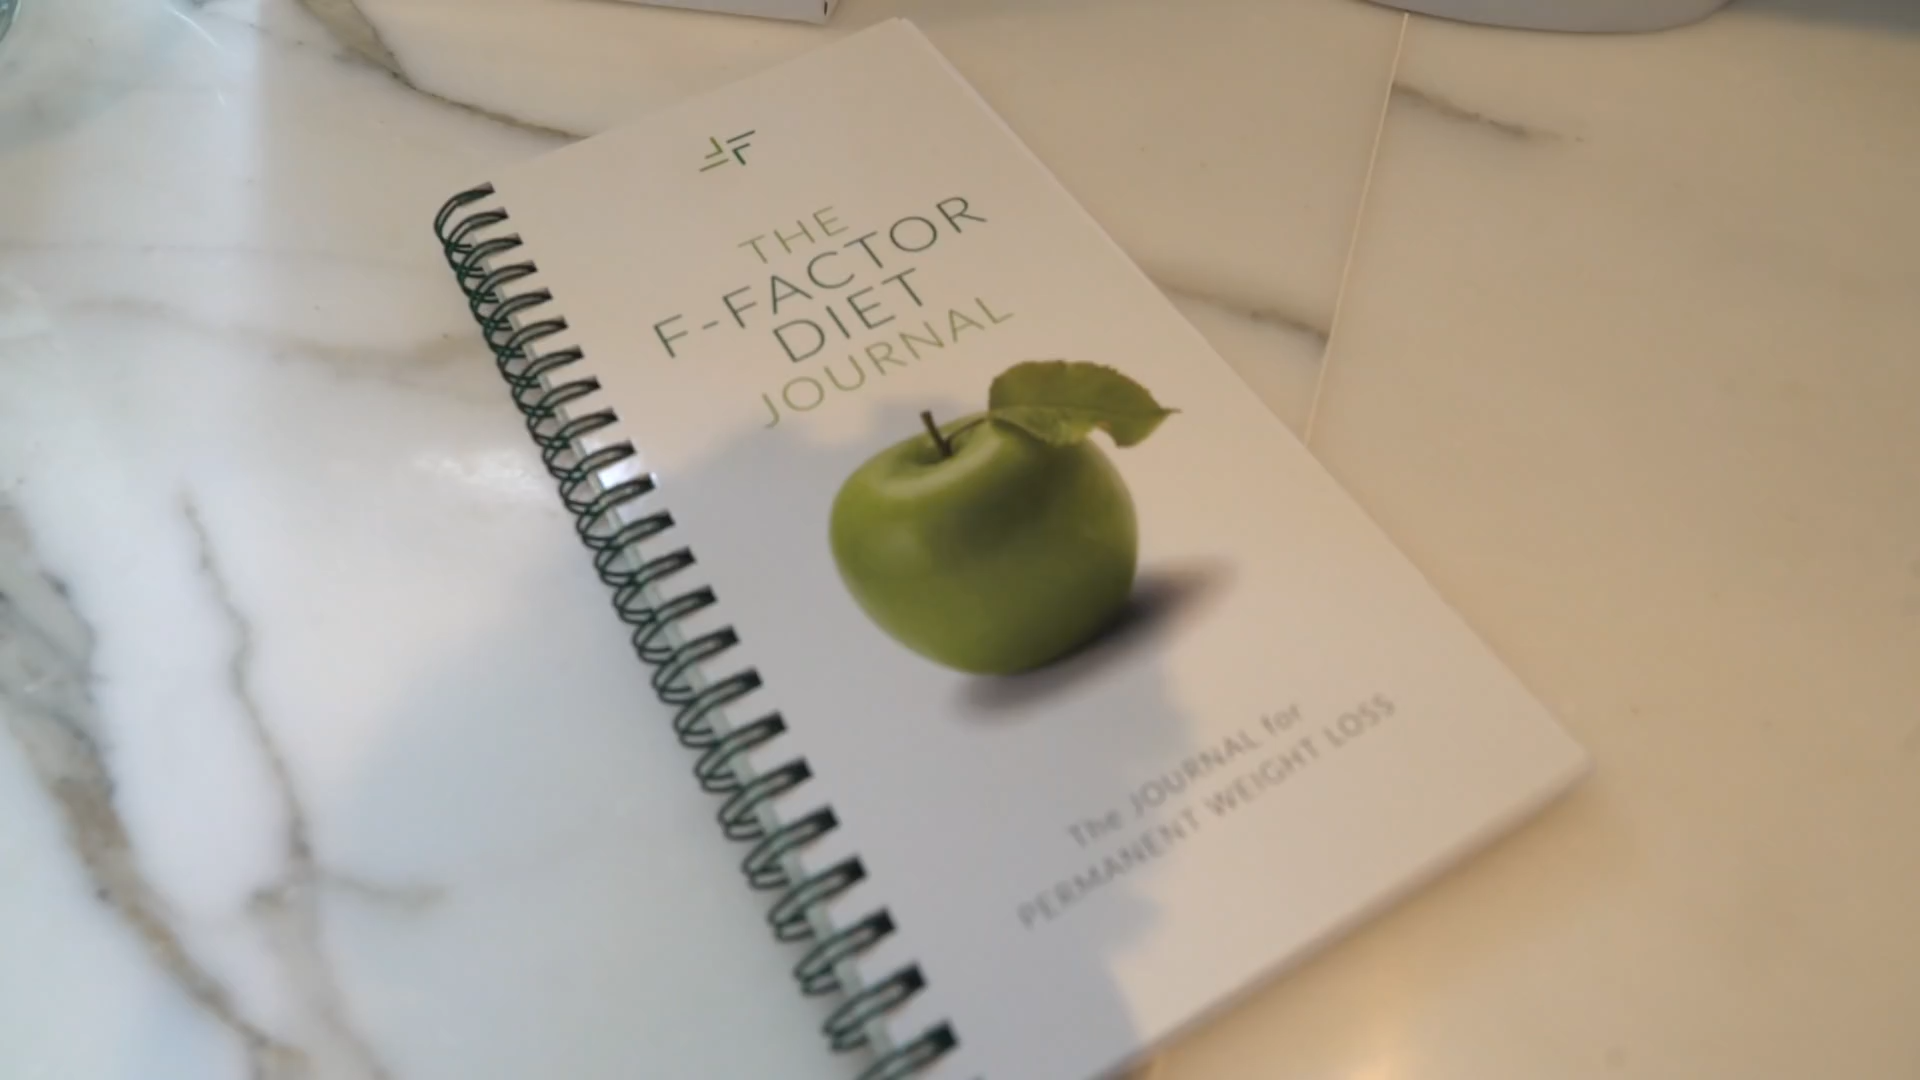 THE
F-FACTOR
DIET
JOURNAL
The JOURNAL for
PERMANENT WEIGHT LOSS